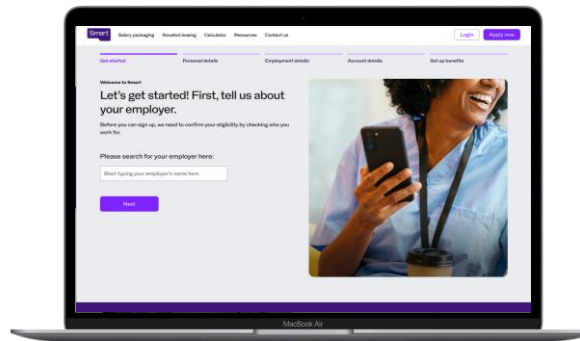 Smart
Salary packaging Novated leasing Calculator Resources Contact us
Login
Apply now
Get started
Personal details
Employment details
Account details
Set up benefits
Welcome to Smart
Let's get started! First, tell us about
your employer.
Before you can sign up, we need to confirm your eligibility by checking who you
work for.
Please search for your employer here:
Start typing your employer's name here
Next
MacBook Air